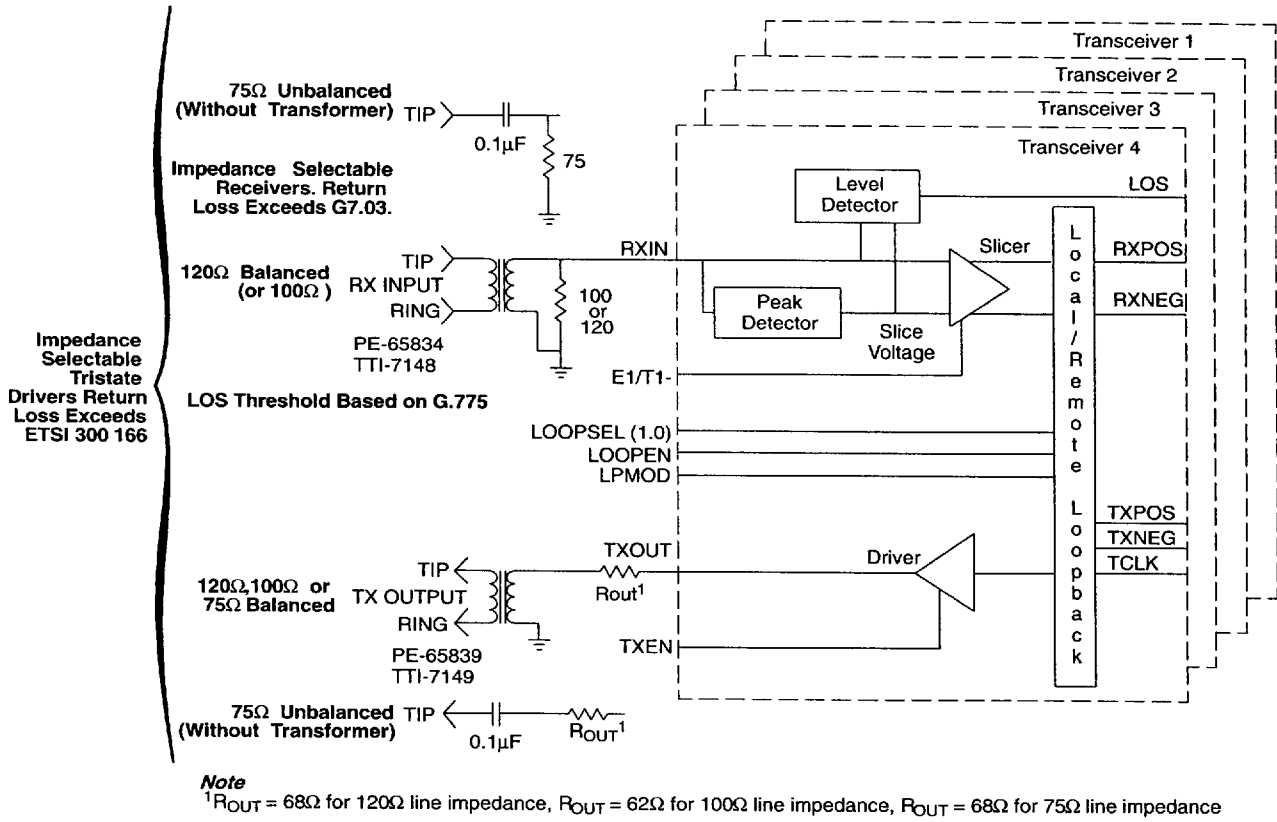 Transceiver 1
Transceiver 2
Transceiver 3
Transceiver 4
75Ω Unbalanced
(Without Transformer)
TIP
0.1µF
75
Impedance Selectable
Receivers. Return
Loss Exceeds G7.03.
Level
Detector
LOS
RXIN
Slicer
RXPOS
120Ω Balanced
(or 100Ω )
TIP
RX INPUT
RING
100
or
120
Peak
Detector
Slice
Voltage
RXNEG
PE-65834
TTI-7148
E1/T1-
Impedance
Selectable
Tristate
Drivers Return
Loss Exceeds
ETSI 300 166
LOS Threshold Based on G.775
LOOPSEL (1.0)
LOOPEN
LPMOD
Local/Remote Loopback
TXPOS
TXNEG
TCLK
TXOUT
Rout¹
Driver
120Ω,100Ω or
75Ω Balanced
TIP
TX OUTPUT
RING
TXEN
PE-65839
TTI-7149
75Ω Unbalanced
(Without Transformer)
TIP
0.1µF
ROUT¹
Note
¹ROUT = 68Ω for 120Ω line impedance, ROUT = 62Ω for 100Ω line impedance, ROUT = 68Ω for 75Ω line impedance